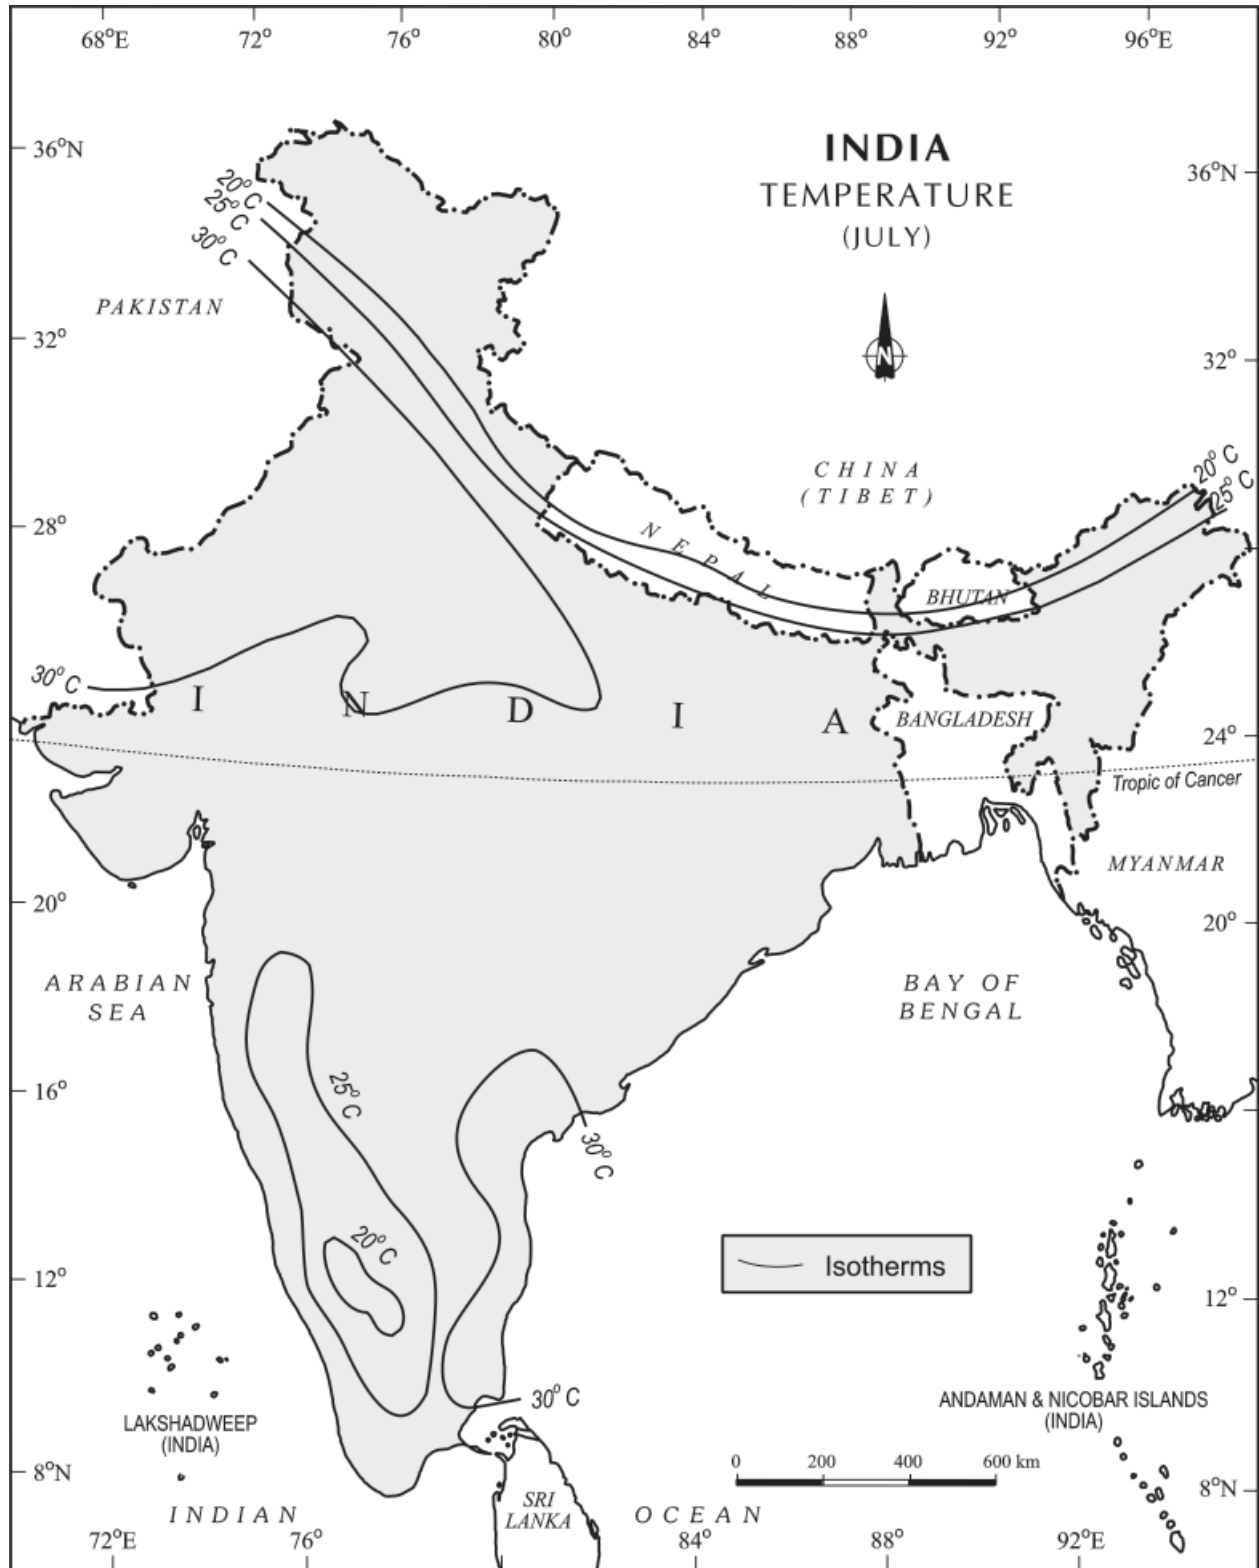 68°E 72° 76° 80° 84° 88° 92° 96°E
INDIA
TEMPERATURE
(JULY)
36°N
36°N
20° C
25° C
30° C
PAKISTAN
N
32°
32°
CHINA
(TIBET)
20° C
25° C
28°
NEPAL
BHUTAN
30° C
I N D I A
BANGLADESH
24°
Tropic of Cancer
MYANMAR
20°
20°
ARABIAN
SEA
BAY OF
BENGAL
25° C
16°
30° C
20° C
Isotherms
12°
12°
30° C
LAKSHADWEEP
(INDIA)
ANDAMAN & NICOBAR ISLANDS
(INDIA)
0 200 400 600 km
8°N
8°N
SRI
LANKA
INDIAN OCEAN
72°E 76° 84° 88° 92°E